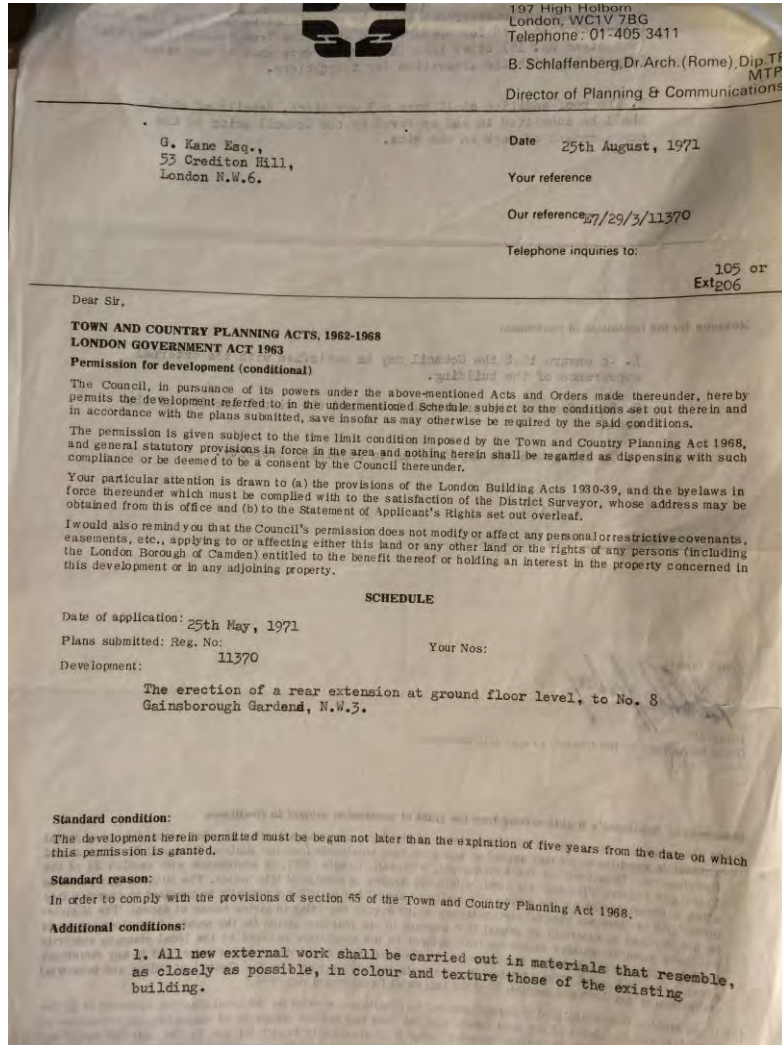 197 High Holborn
London, WC1V 7BG
Telephone: 01-405 3411
B. Schlaffenberg, Dr.Arch.(Rome), Dip.TP
MTP
Director of Planning & Communications
G. Kane Esq.,
53 Crediton Hill,
London N.W.6.
Date 25th August, 1971
Your reference
Our reference E7/29/3/11370
Telephone inquiries to:
105 or
Ext 206
Dear Sir,
TOWN AND COUNTRY PLANNING ACTS, 1962-1968
LONDON GOVERNMENT ACT 1963
Permission for development (conditional)
The Council, in pursuance of its powers under the above-mentioned Acts and Orders made thereunder, hereby
permits the development referred to in the undermentioned Schedule subject to the conditions set out therein and
in accordance with the plans submitted, save insofar as may otherwise be required by the said conditions.
The permission is given subject to the time limit condition imposed by the Town and Country Planning Act 1968,
and general statutory provisions in force in the area and nothing herein shall be regarded as dispensing with such
compliance or be deemed to be a consent by the Council thereunder.
Your particular attention is drawn to (a) the provisions of the London Building Acts 1930-39, and the byelaws in
force thereunder which must be complied with to the satisfaction of the District Surveyor, whose address may be
obtained from this office and (b) to the Statement of Applicant's Rights set out overleaf.
I would also remind you that the Council's permission does not modify or affect any personal or restrictive covenants,
easements, etc., applying to or affecting either this land or any other land or the rights of any persons (including
the London Borough of Camden) entitled to the benefit thereof or holding an interest in the property concerned in
this development or in any adjoining property.
SCHEDULE
Date of application: 25th May, 1971
Plans submitted: Reg. No: 11370 Your Nos:
Development:
The erection of a rear extension at ground floor level, to No. 8
Gainsborough Gardens, N.W.3.
Standard condition:
The development herein permitted must be begun not later than the expiration of five years from the date on which
this permission is granted.
Standard reason:
In order to comply with the provisions of section 65 of the Town and Country Planning Act 1968.
Additional conditions:
1. All new external work shall be carried out in materials that resemble,
as closely as possible, in colour and texture those of the existing
building.